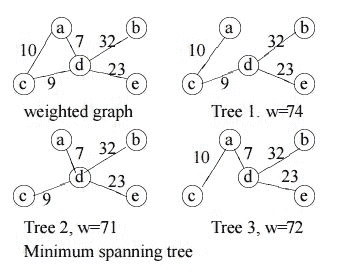 a b a b
10 7 32 10 32
d d
23 23
c 9 e c 9 e
weighted graph Tree 1. w=74
a b a b
7 32 10 7 32
d d
23 23
c 9 e c e
Tree 2, w=71 Tree 3, w=72
Minimum spanning tree